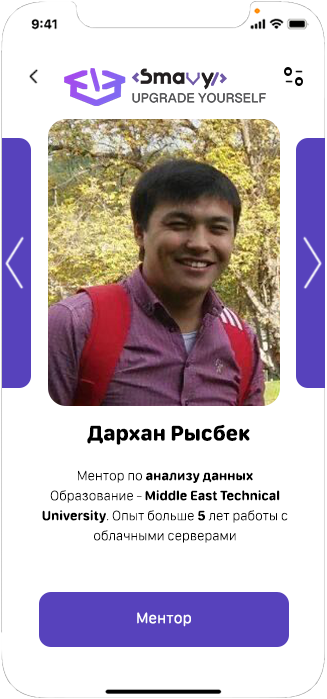 9:41
<Smavy/>
UPGRADE YOURSELF
Дархан Рысбек
Ментор по анализу данных
Образование - Middle East Technical
University. Опыт больше 5 лет работы с
облачными серверами
Ментор